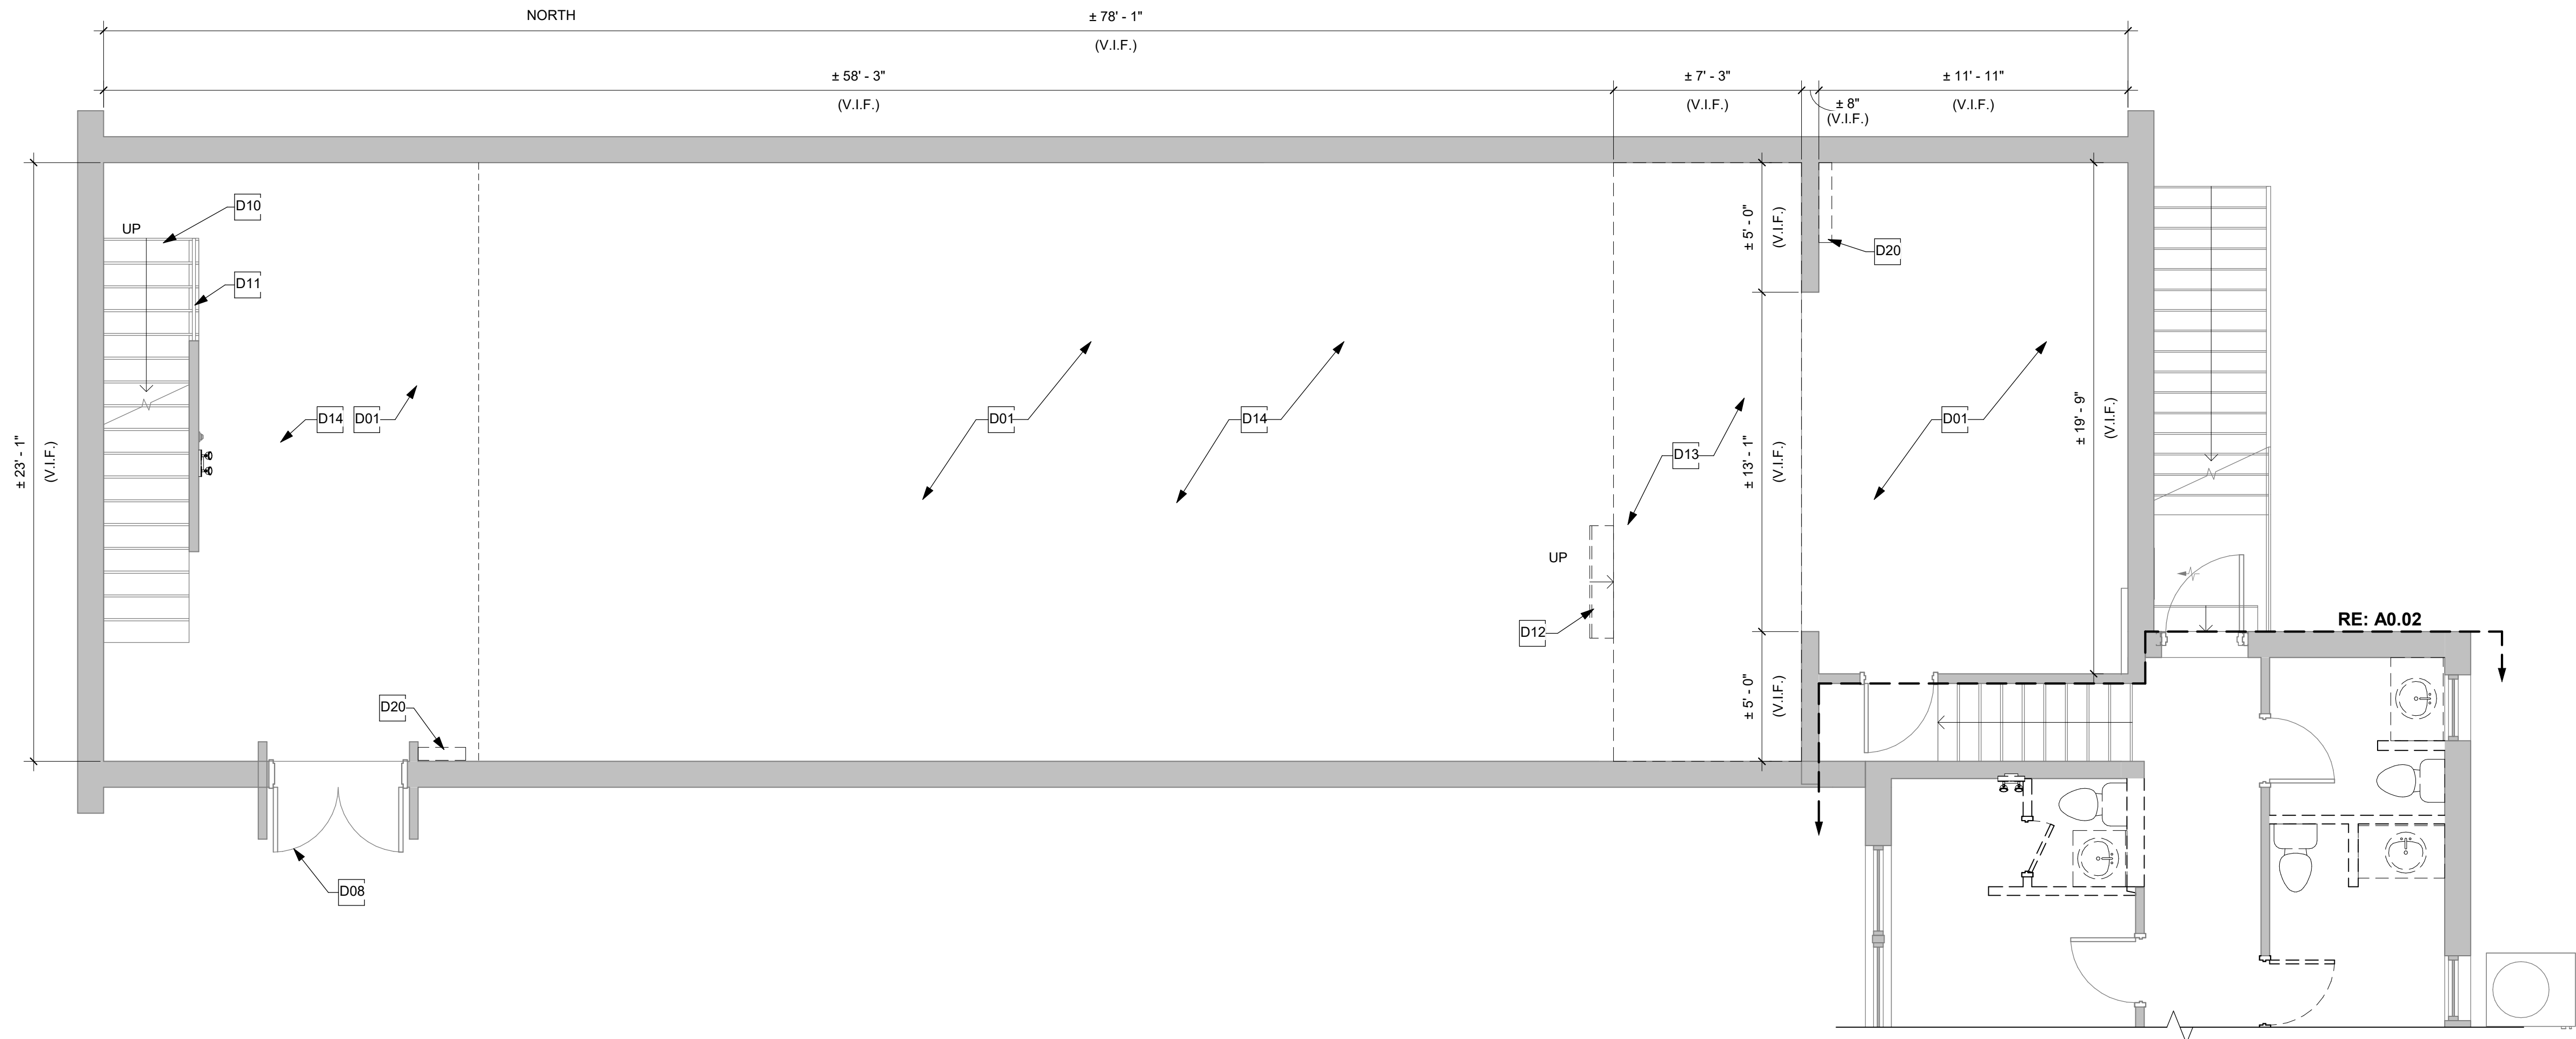 NORTH
± 78' - 1"
(V.I.F.)
± 58' - 3"
(V.I.F.)
± 7' - 3"
(V.I.F.)
± 8"
(V.I.F.)
± 11' - 11"
(V.I.F.)
D10
UP
D11
± 5' - 0"
(V.I.F.)
D20
D14
D01
D01
D14
D01
± 23' - 1"
(V.I.F.)
D13
± 13' - 1"
(V.I.F.)
± 19' - 9"
(V.I.F.)
UP
D12
RE: A0.02
± 5' - 0"
(V.I.F.)
D20
D08